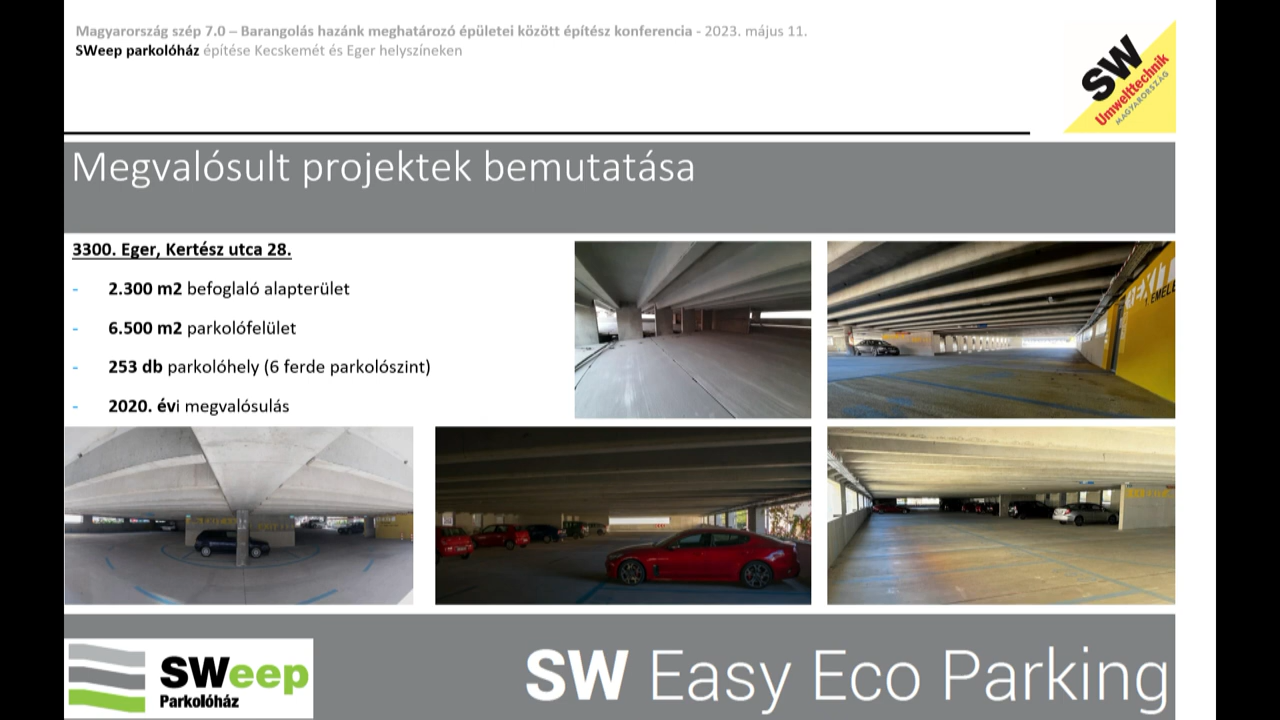 Magyarország szép 7.0 – Barangolás hazánk meghatározó épületei között építész konferencia - 2023. május 11.
SWeep parkolóház építése Kecskemét és Eger helyszíneken
SW
Umwelttechnik
MAGYARORSZÁG
Megvalósult projektek bemutatása
3300. Eger, Kertész utca 28.
- 2.300 m2 befoglaló alapterület
- 6.500 m2 parkolófelület
- 253 db parkolóhely (6 ferde parkolószint)
- 2020. évi megvalósulás
SWeep
Parkolóház
SW Easy Eco Parking